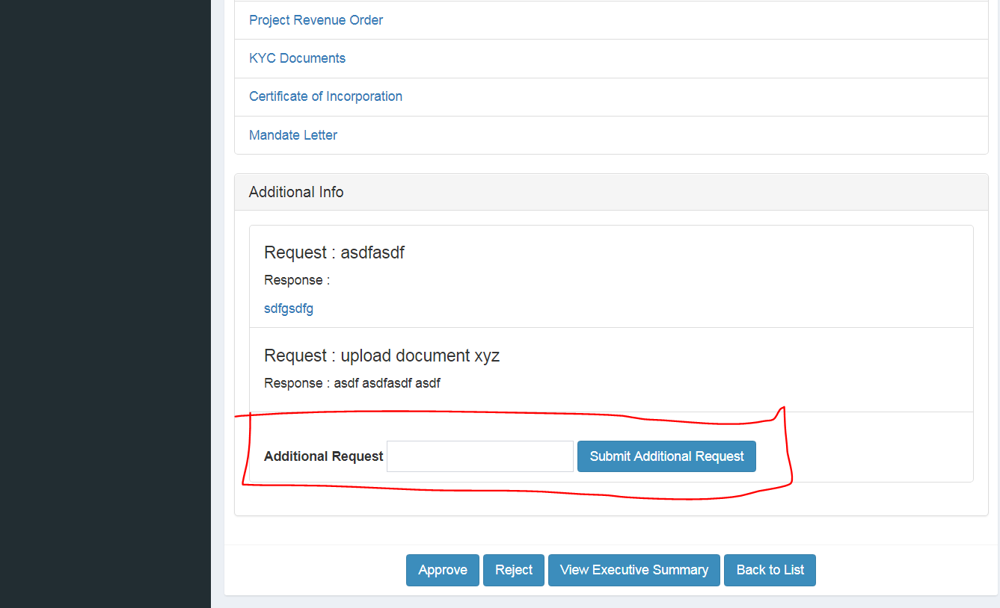 Project Revenue Order
KYC Documents
Certificate of Incorporation
Mandate Letter
Additional Info
Request : asdfasdf
Response :
sdfgsdfg
Request : upload document xyz
Response : asdf asdfasdf asdf
Additional Request Submit Additional Request
Approve Reject View Executive Summary Back to List